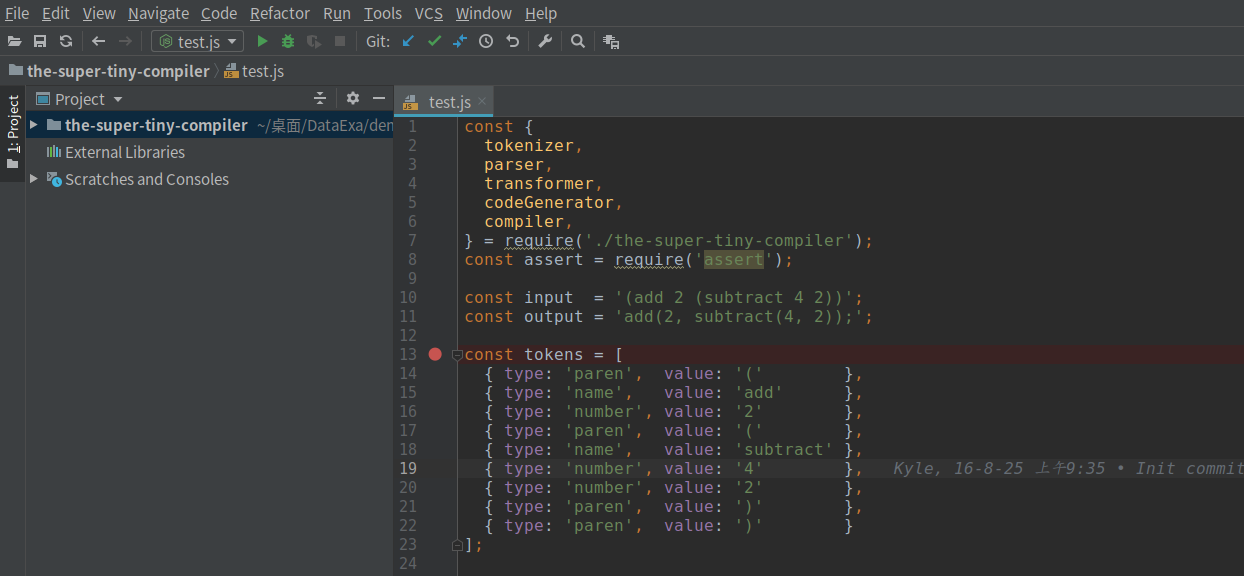 File Edit View Navigate Code Refactor Run Tools VCS Window Help
test.js Git:
the-super-tiny-compiler test.js
1: Project
Project
the-super-tiny-compiler ~/桌面/DataExa/den
External Libraries
Scratches and Consoles
test.js
1 const {
2 tokenizer,
3 parser,
4 transformer,
5 codeGenerator,
6 compiler,
7 } = require('./the-super-tiny-compiler');
8 const assert = require('assert');
9
10 const input  = '(add 2 (subtract 4 2))';
11 const output = 'add(2, subtract(4, 2));';
12
13 const tokens = [
14 { type: 'paren',  value: '('        },
15 { type: 'name',   value: 'add'      },
16 { type: 'number', value: '2'        },
17 { type: 'paren',  value: '('        },
18 { type: 'name',   value: 'subtract' },
19 { type: 'number', value: '4'        }, Kyle, 16-8-25 上午9:35 • Init commit
20 { type: 'number', value: '2'        },
21 { type: 'paren',  value: ')'        },
22 { type: 'paren',  value: ')'        }
23 ];
24